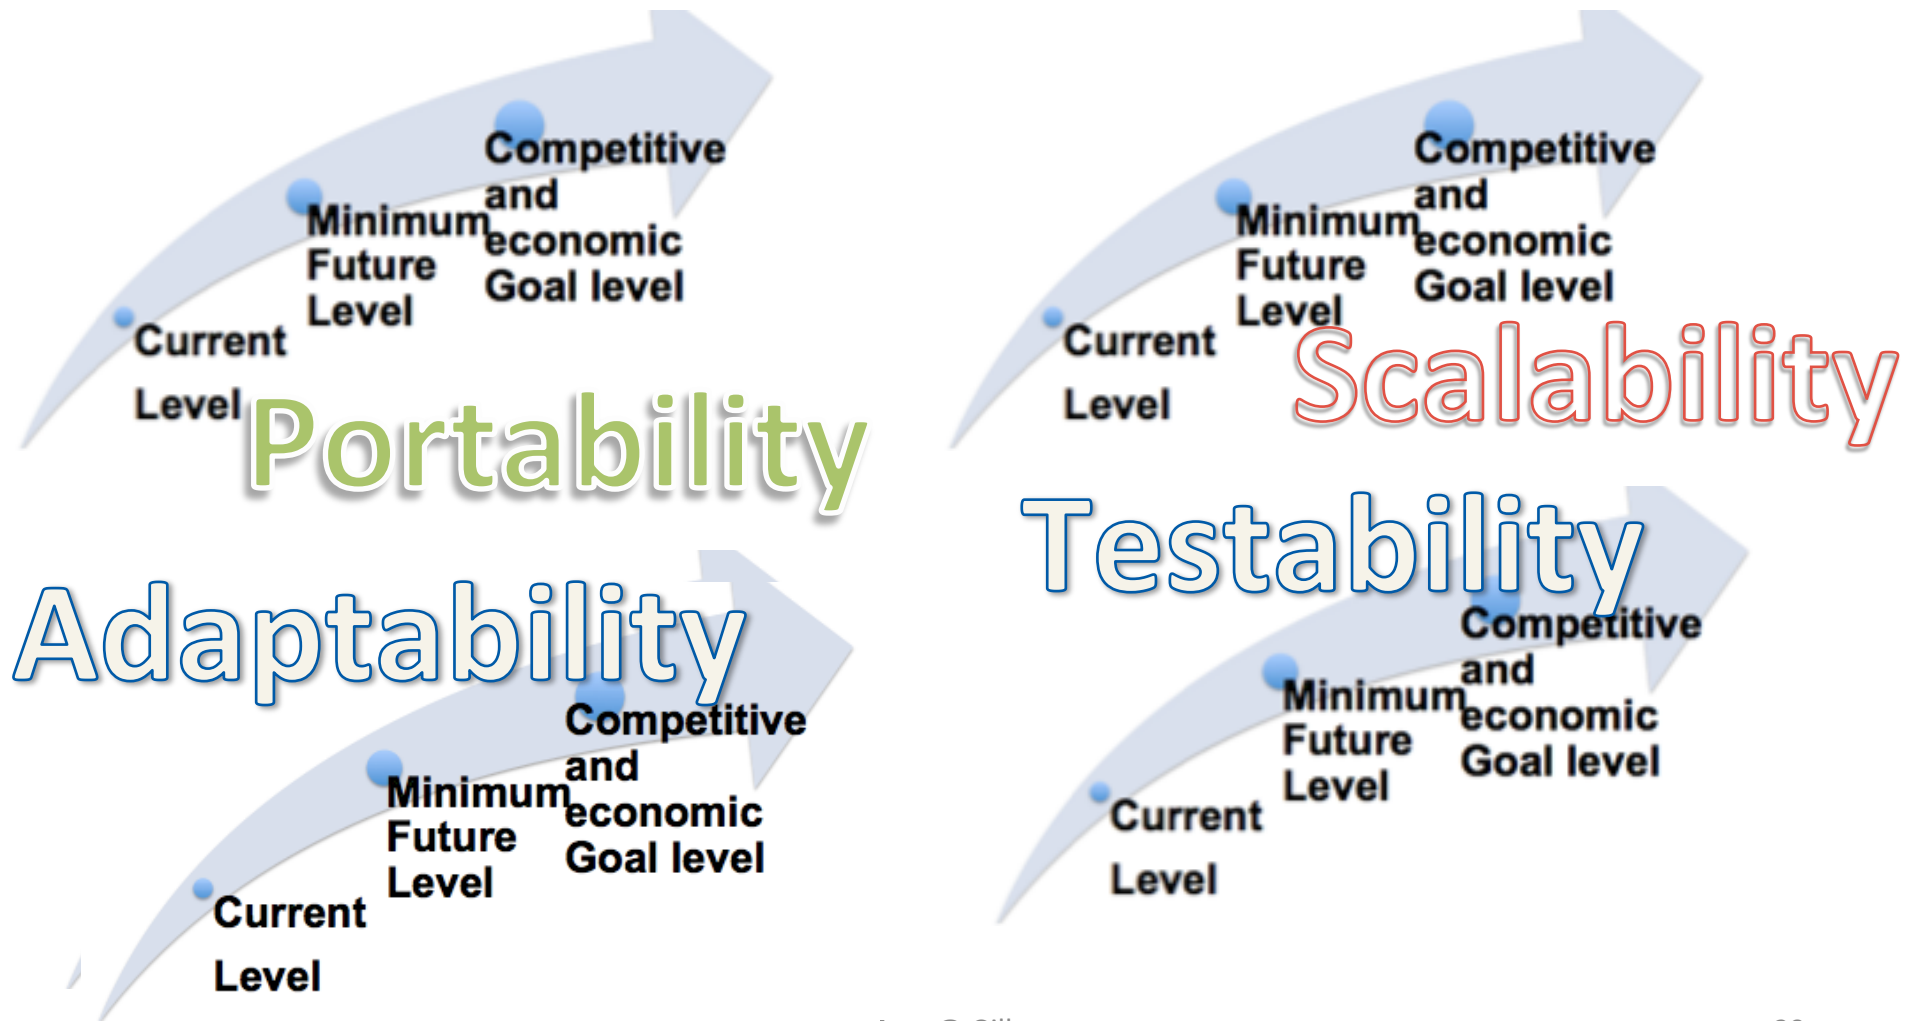 Competitive
and
economic
Goal level
Minimum
Future
Level
Current
Level
Portability
Competitive
and
economic
Goal level
Minimum
Future
Level
Current
Level
Scalability
Adaptability
Competitive
and
economic
Goal level
Minimum
Future
Level
Current
Level
Testability
Competitive
and
economic
Goal level
Minimum
Future
Level
Current
Level